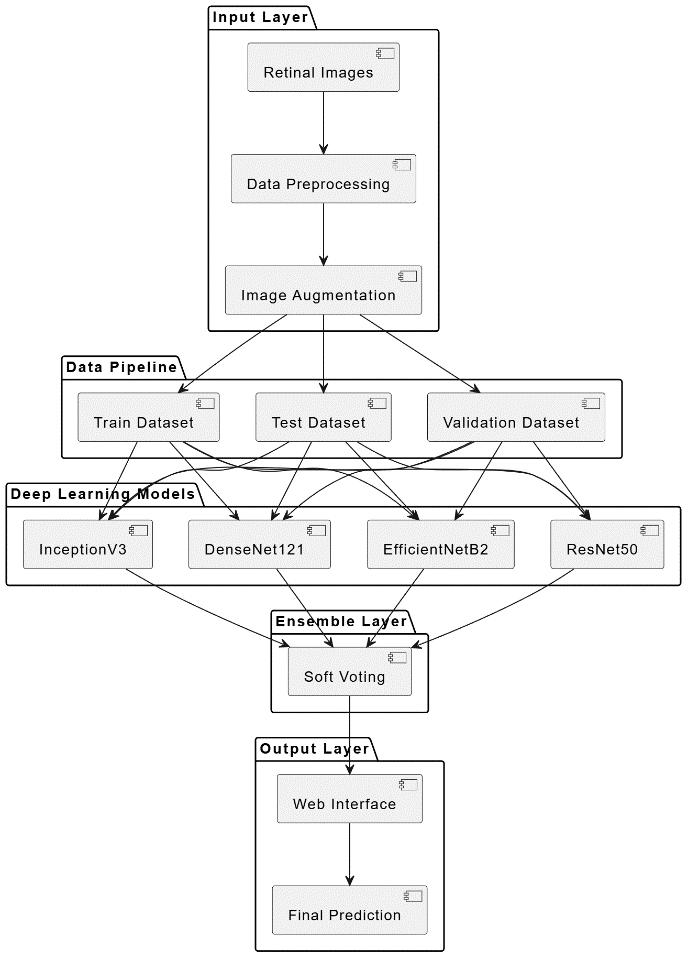 Input Layer
Retinal Images
Data Preprocessing
Image Augmentation
Data Pipeline
Train Dataset
Test Dataset
Validation Dataset
Deep Learning Models
InceptionV3
DenseNet121
EfficientNetB2
ResNet50
Ensemble Layer
Soft Voting
Output Layer
Web Interface
Final Prediction